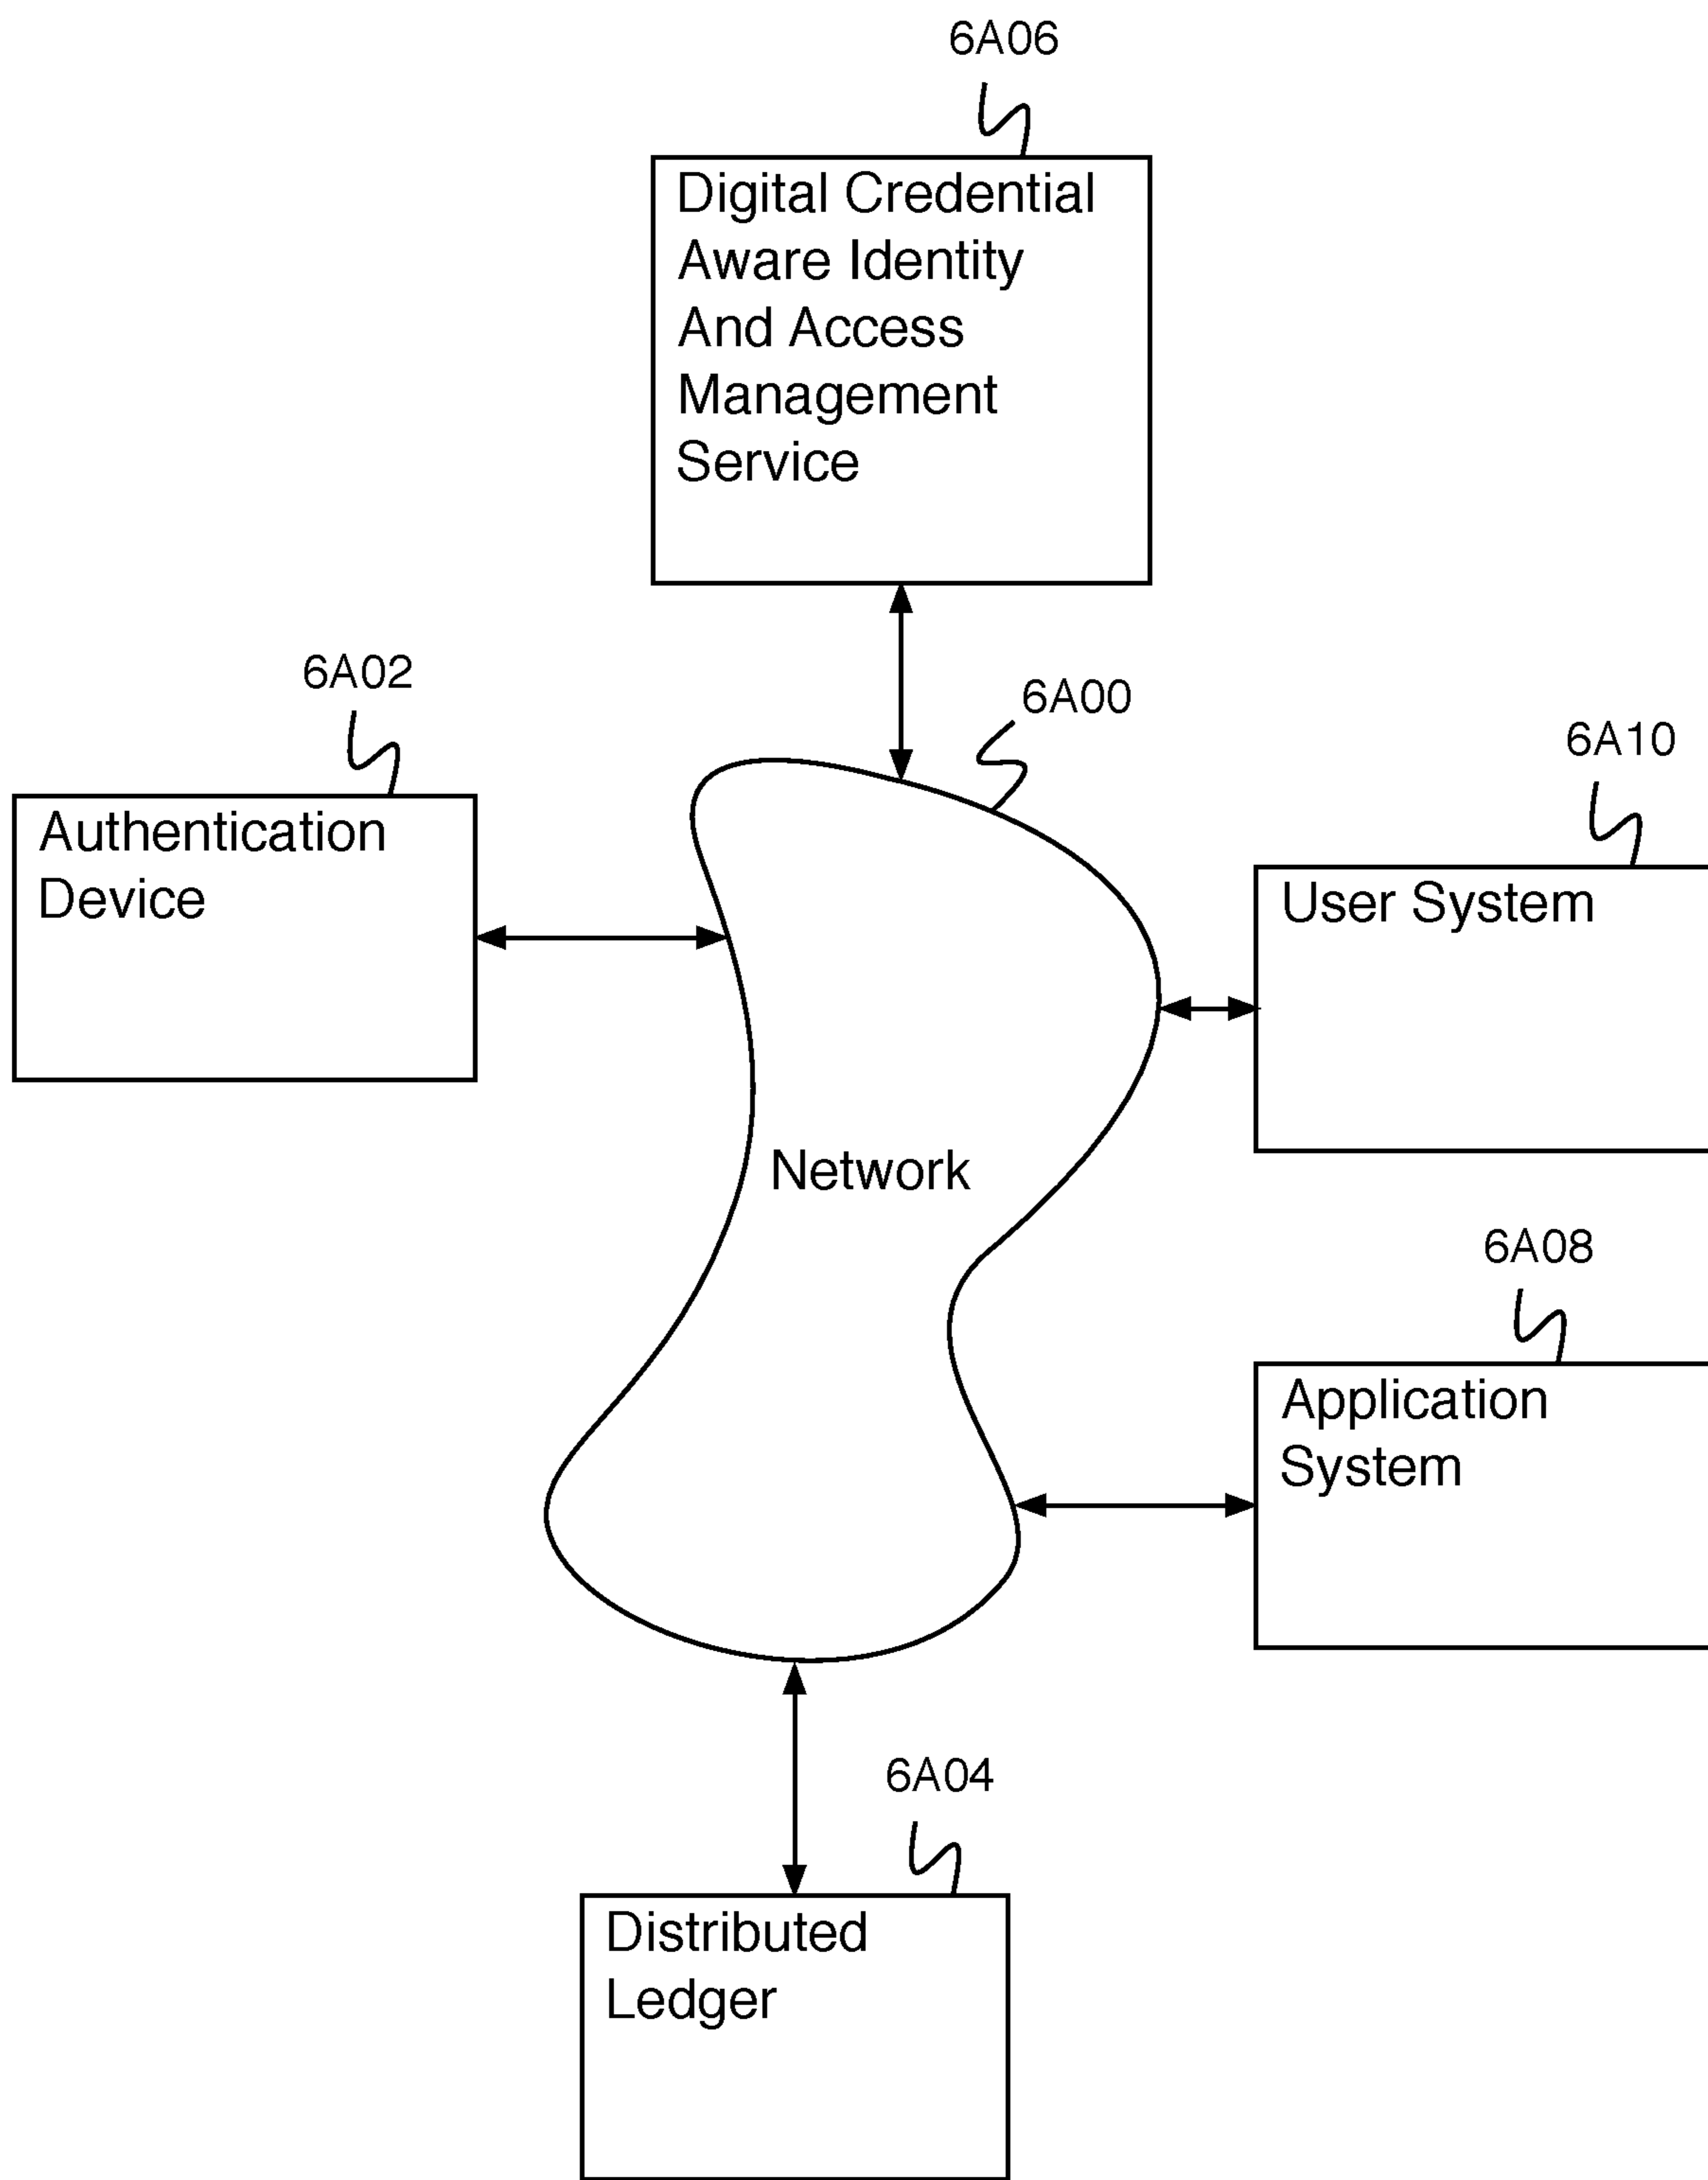 6A06
Digital Credential
Aware Identity
And Access
Management
Service
6A02
6A00
6A10
Authentication
Device
User System
Network
6A08
Application
System
6A04
Distributed
Ledger